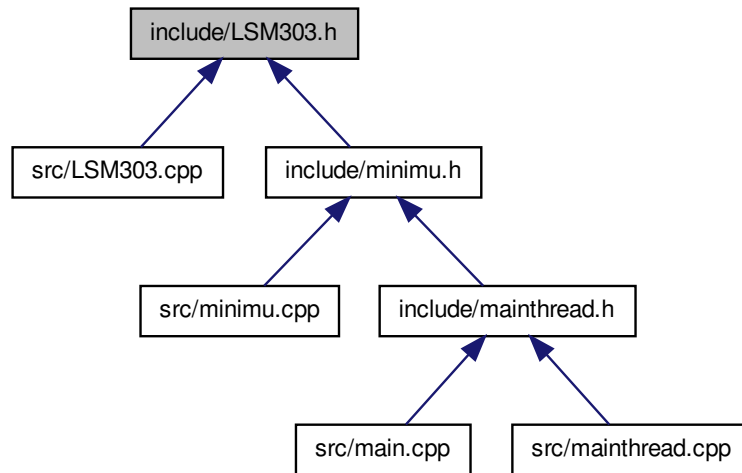 include/LSM303.h
src/LSM303.cpp
include/minimu.h
src/minimu.cpp
include/mainthread.h
src/main.cpp
src/mainthread.cpp